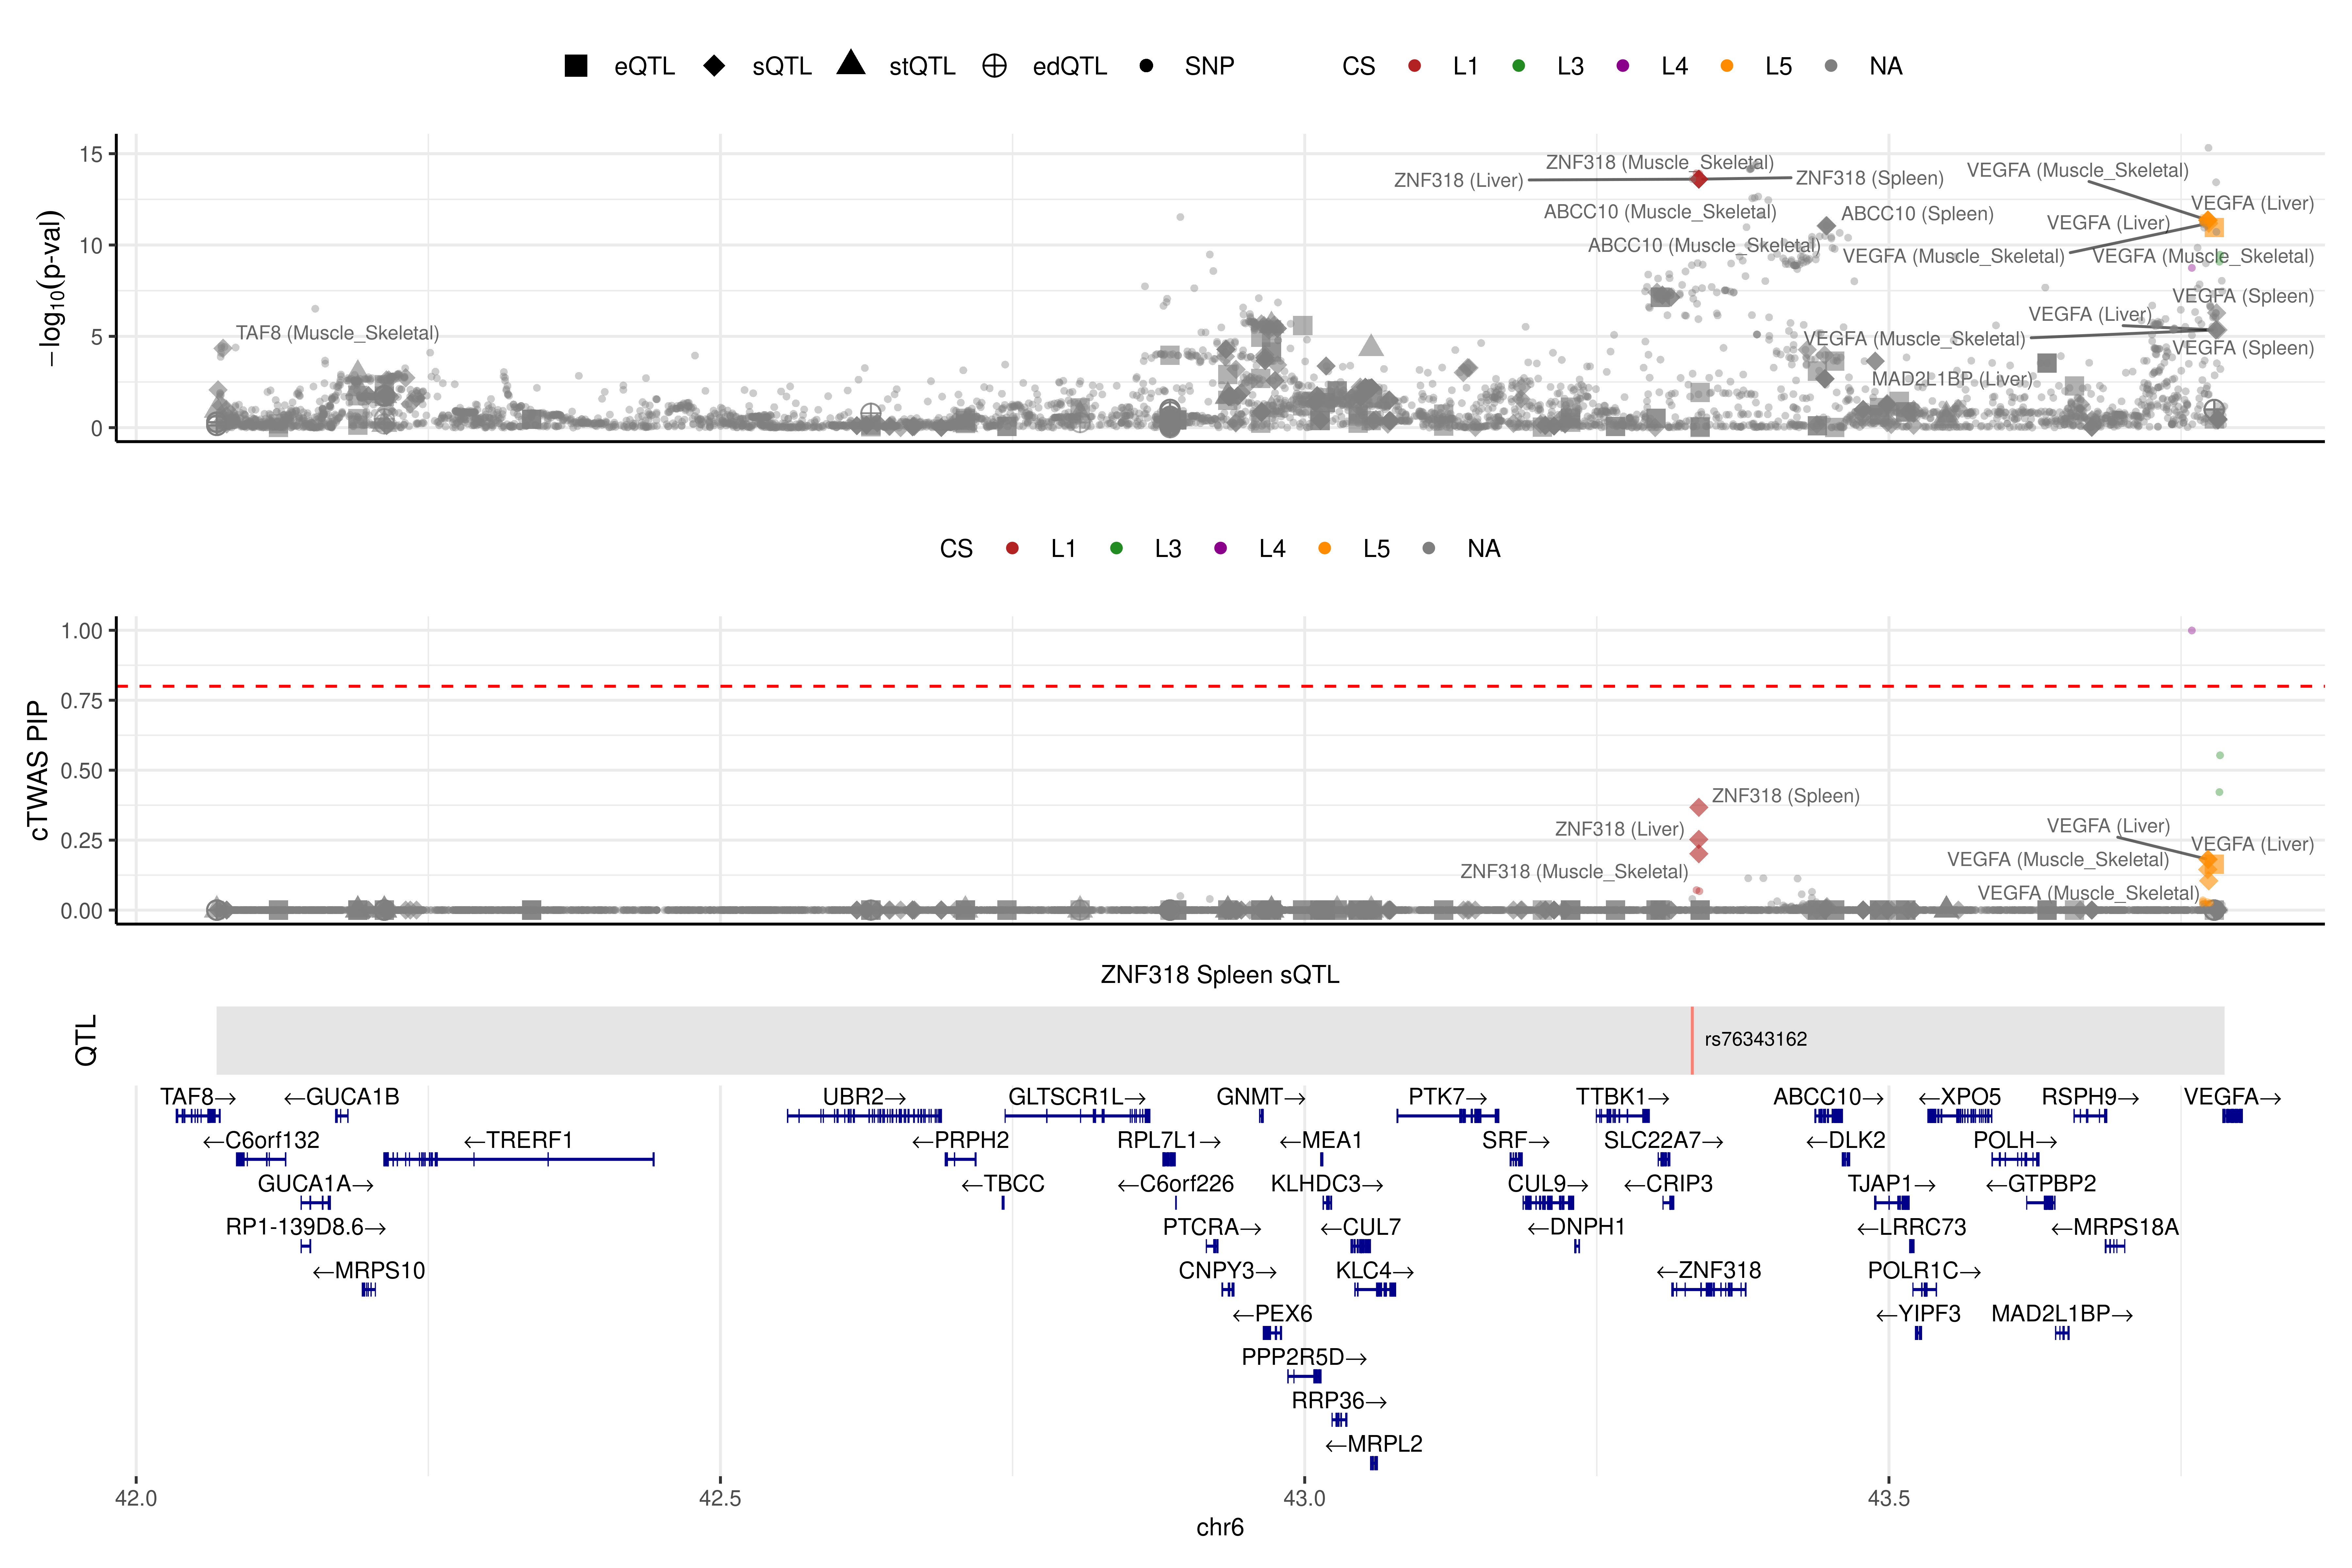 eQTL sQTL stQTL edQTL SNP CS L1 L3 L4 L5 NA
−log10(p-val)
15
10
5
0
ZNF318 (Muscle_Skeletal)
ZNF318 (Liver)
ZNF318 (Spleen)
VEGFA (Muscle_Skeletal)
VEGFA (Liver)
ABCC10 (Muscle_Skeletal)
ABCC10 (Spleen)
VEGFA (Liver)
ABCC10 (Muscle_Skeletal)
VEGFA (Muscle_Skeletal)
VEGFA (Muscle_Skeletal)
VEGFA (Spleen)
VEGFA (Liver)
TAF8 (Muscle_Skeletal)
VEGFA (Muscle_Skeletal)
VEGFA (Spleen)
MAD2L1BP (Liver)
CS L1 L3 L4 L5 NA
cTWAS PIP
1.00
0.75
0.50
0.25
0.00
ZNF318 (Spleen)
ZNF318 (Liver)
VEGFA (Liver)
VEGFA (Liver)
VEGFA (Muscle_Skeletal)
ZNF318 (Muscle_Skeletal)
VEGFA (Muscle_Skeletal)
ZNF318 Spleen sQTL
QTL
rs76343162
TAF8→ ←GUCA1B UBR2→ GLTSCR1L→ GNMT→ PTK7→ TTBK1→ ABCC10→ ←XPO5 RSPH9→ VEGFA→
←C6orf132 ←TRERF1 ←PRPH2 RPL7L1→ ←MEA1 SRF→ SLC22A7→ ←DLK2 POLH→
GUCA1A→ ←TBCC ←C6orf226 KLHDC3→ CUL9→ ←CRIP3 TJAP1→ ←GTPBP2
RP1-139D8.6→ PTCRA→ ←CUL7 ←DNPH1 ←LRRC73 ←MRPS18A
←MRPS10 CNPY3→ KLC4→ ←ZNF318 POLR1C→
←PEX6 ←YIPF3 MAD2L1BP→
PPP2R5D→
RRP36→
←MRPL2
42.0 42.5 43.0 43.5
chr6